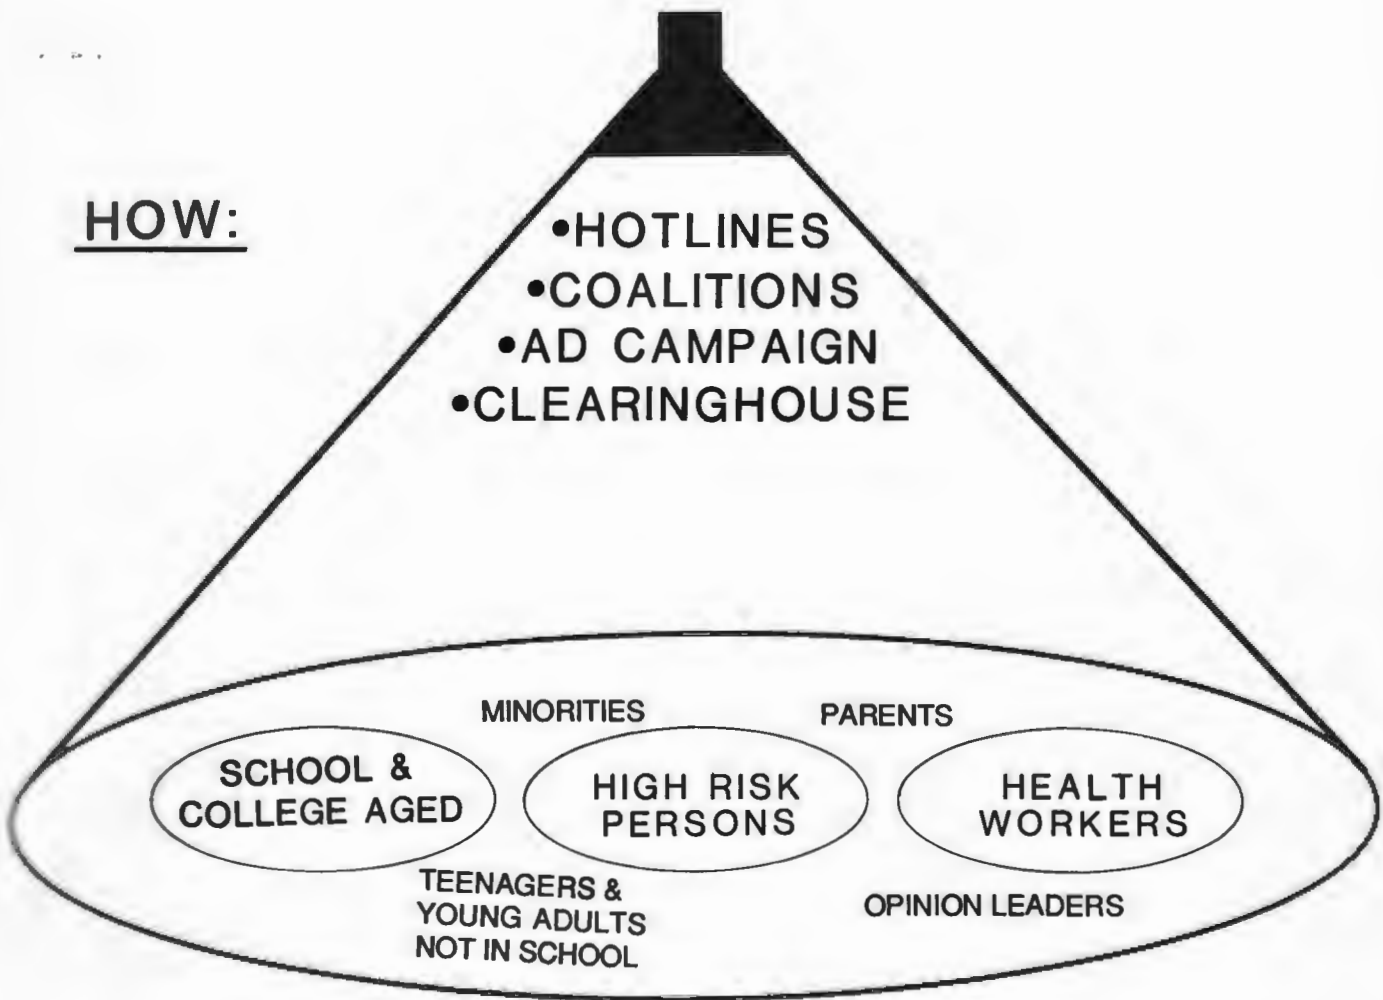 HOW:
•HOTLINES
•COALITIONS
•AD CAMPAIGN
•CLEARINGHOUSE
MINORITIES
PARENTS
SCHOOL &
COLLEGE AGED
HIGH RISK
PERSONS
HEALTH
WORKERS
TEENAGERS &
YOUNG ADULTS
NOT IN SCHOOL
OPINION LEADERS